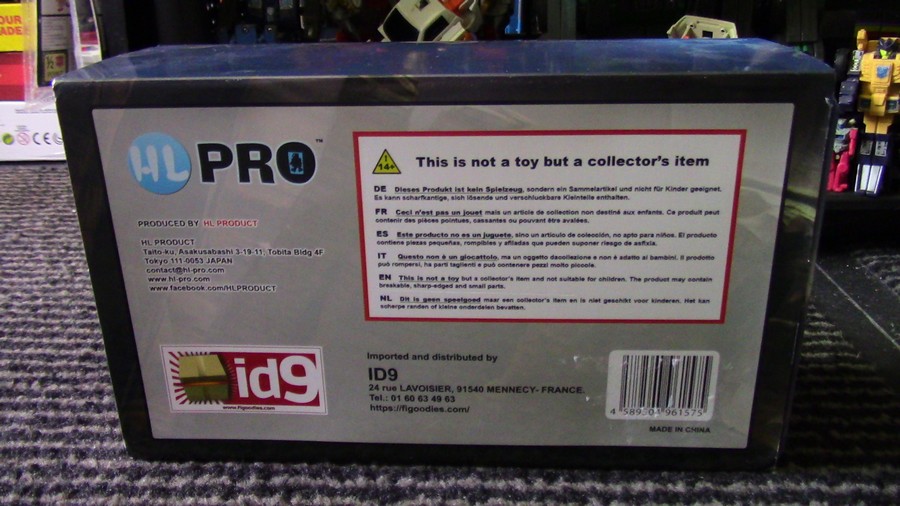 OUR
HL PRO™
PRODUCED BY HL PRODUCT
HL PRODUCT
Taito-ku, Asakusabashi 3-19-11, Tobita Bldg 4F
Tokyo 111-0053 JAPAN
contact@hl-pro.com
www.hl-pro.com
www.facebook.com/HLPRODUCT
14+
This is not a toy but a collector's item
DE Dieses Produkt ist kein Spielzeug, sondern ein Sammelartikel und nicht für Kinder geeignet.
Es kann scharfkantige, sich lösende und verschluckbare Kleinteile enthalten.
FR Ceci n'est pas un jouet mais un article de collection non destiné aux enfants. Ce produit peut
contenir des pièces pointues, cassantes ou pouvant être avalées.
ES Este producto no es un juguete, sino un artículo de colección, no apto para niños. El producto
contiene piezas pequeñas, rompibles y afiladas que pueden suponer riesgo de asfixia.
IT Questo non è un giocattolo, ma un oggetto dacollezione e non è adatto ai bambini. Il prodotto
può rompersi, ha parti taglienti e può contenere pezzi molto piccole.
EN This is not a toy but a collector's item and not suitable for children. The product may contain
breakable, sharp-edged and small parts.
NL Dit is geen speelgoed maar een collector's item en is niet geschikt voor kinderen. Het kan
scherpe randen of kleine onderdelen bevatten.
id9
www.figoodies.com
Imported and distributed by
ID9
24 rue LAVOISIER, 91540 MENNECY- FRANCE.
Tel.: 01 60 63 49 63
https://figoodies.com/
4 589504 961575
MADE IN CHINA